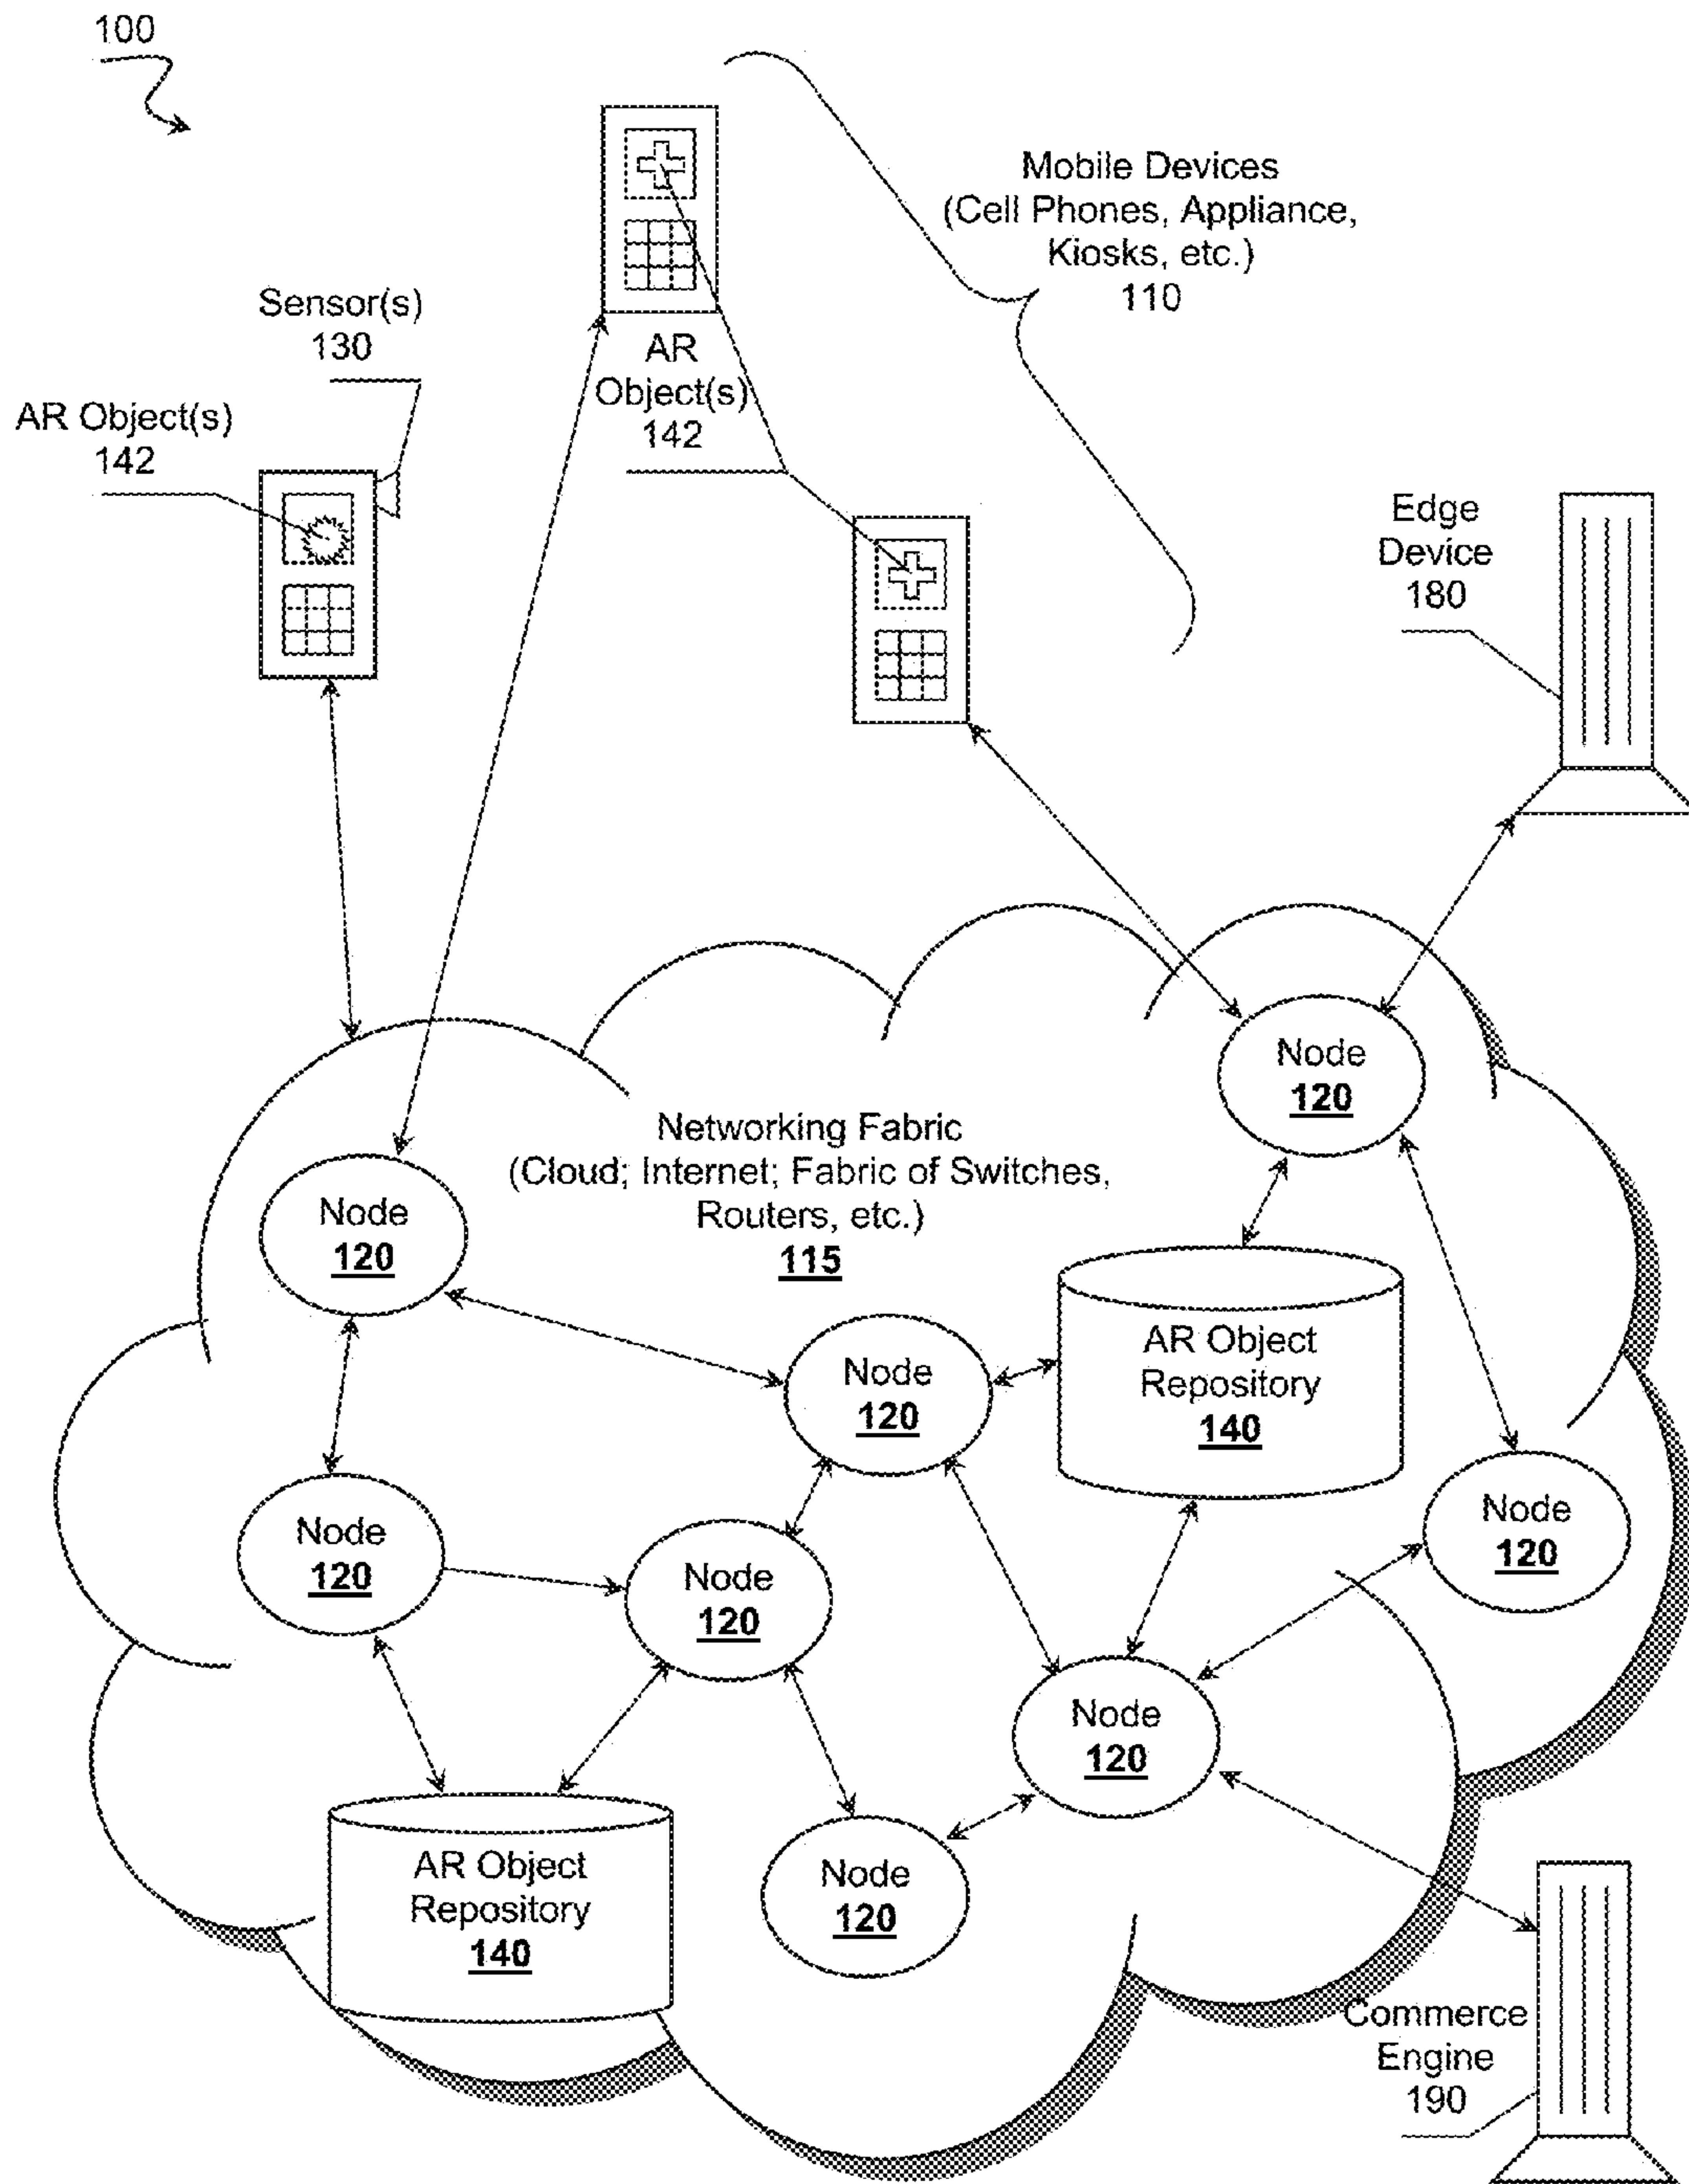 100
Mobile Devices
(Cell Phones, Appliance,
Kiosks, etc.)
110
Sensor(s)
130
AR
Object(s)
142
AR Object(s)
142
Edge
Device
180
Node
120
Networking Fabric
(Cloud; Internet; Fabric of Switches,
Routers, etc.)
115
Node
120
Node
120
AR Object
Repository
140
Node
120
Node
120
Node
120
Node
120
AR Object
Repository
140
Node
120
Commerce
Engine
190